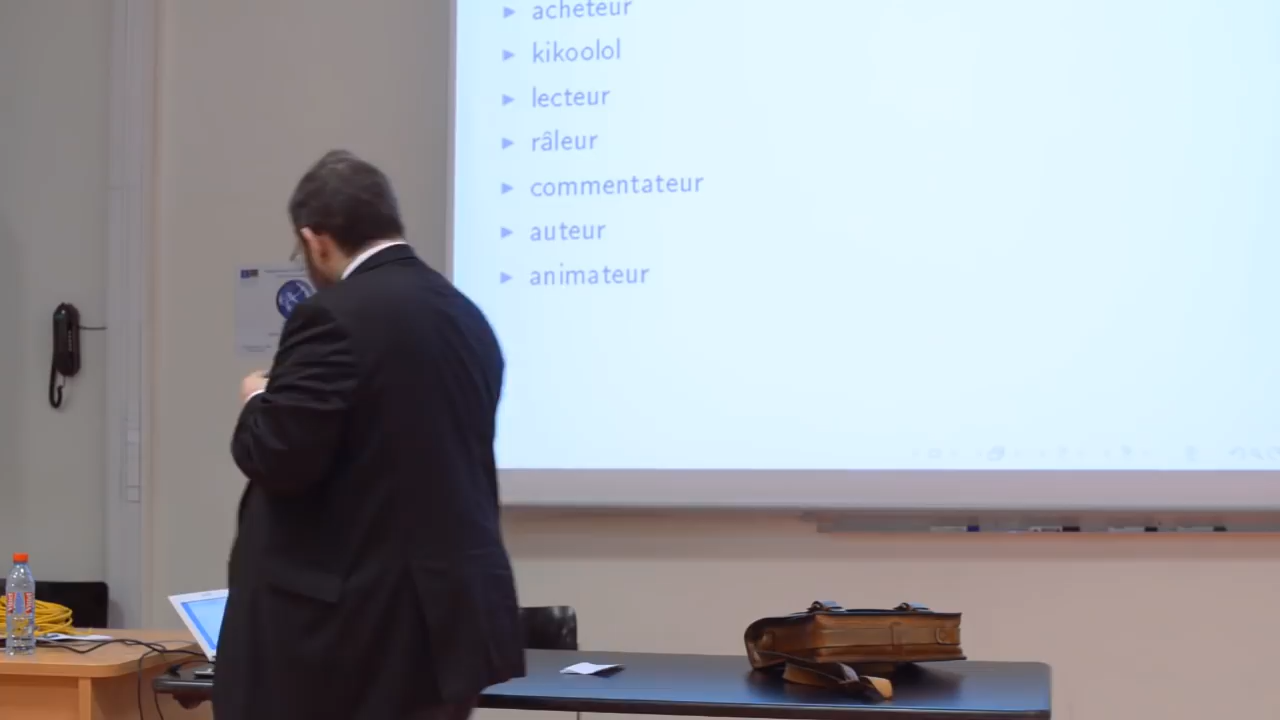 acheteur
kikoolol
lecteur
râleur
commentateur
auteur
animateur